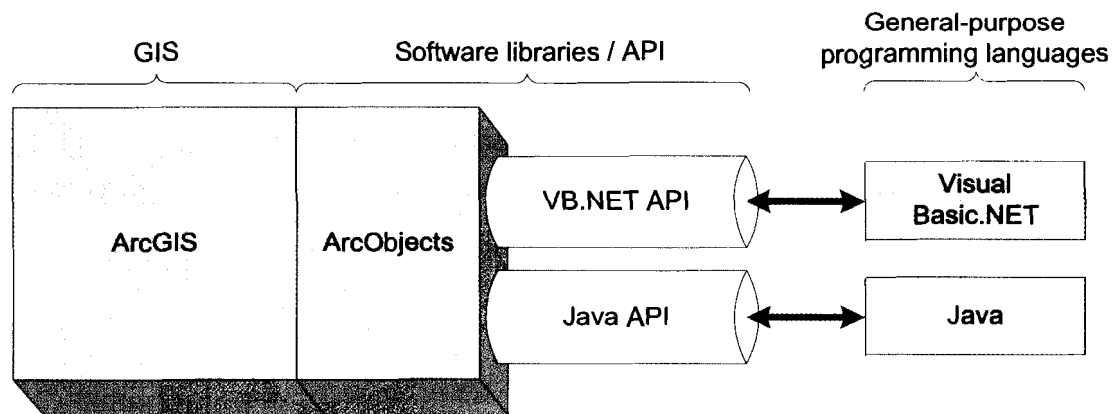 General-purpose
programming languages
GIS
Software libraries / API
ArcGIS
ArcObjects
VB.NET API
Visual
Basic.NET
Java API
Java